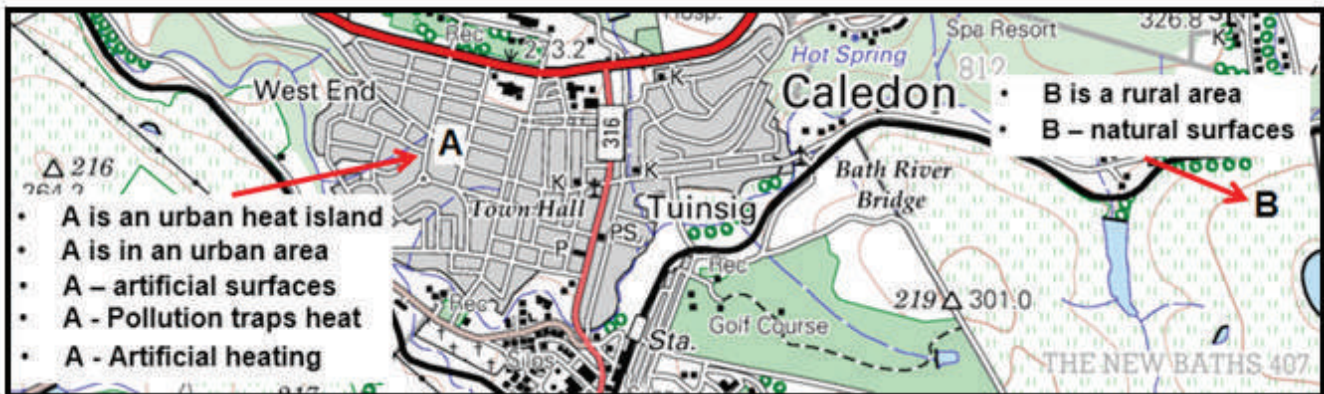 Rec
273.2
Hot Spring
Spa Resort
326.8
K
812
West End
Caledon
• B is a rural area
• B – natural surfaces
A
K
316
△ 216
264.2
Bath River
Bridge
B
K
K
Town Hall
Tuinsig
• A is an urban heat island
• A is in an urban area
• A – artificial surfaces
• A - Pollution traps heat
• A - Artificial heating
PS
P
Rec
Rec
219 △ 301.0
Golf Course
Sta.
THE NEW BATHS 407
Silos